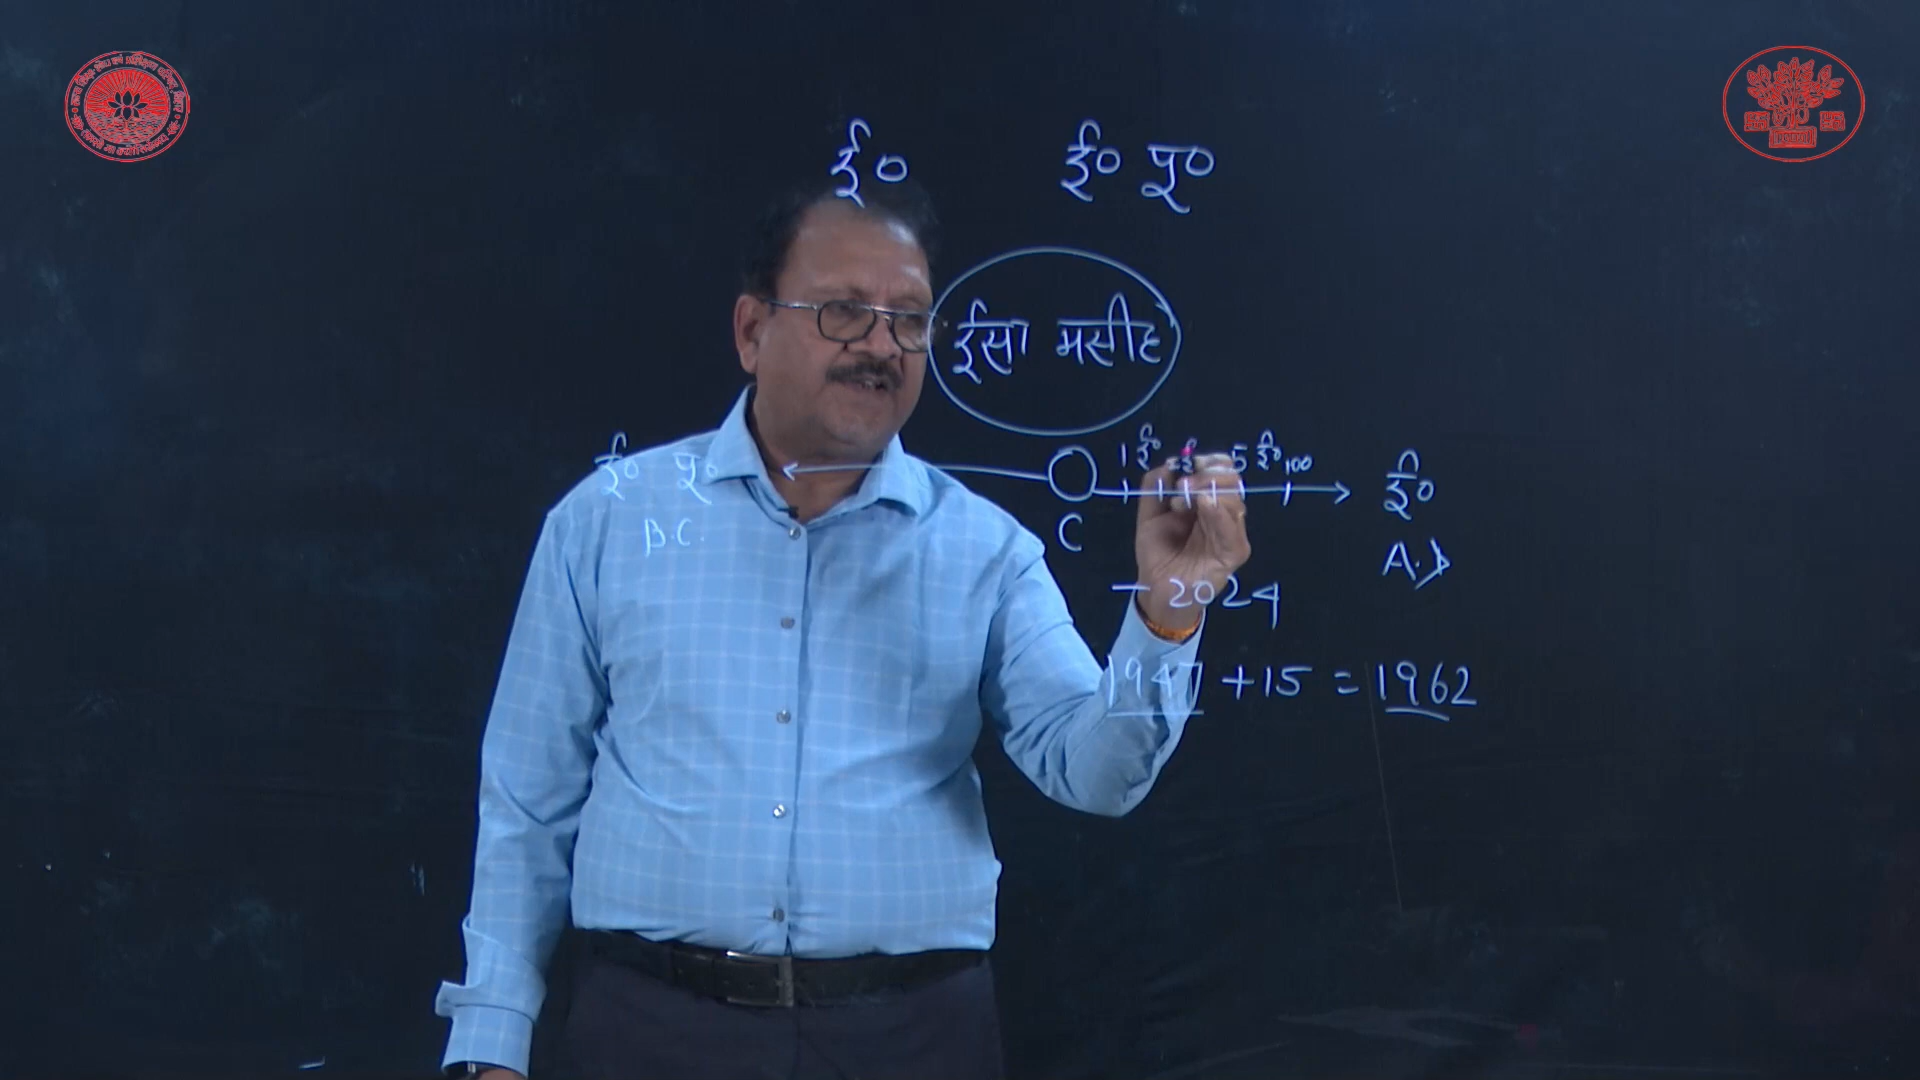 ई० ई० पू०
ईसा मसीह
1 ई० 5 ई० 100
ई० पू० ई०
B.C. C A.D
- 2024
1947 + 15 = 1962